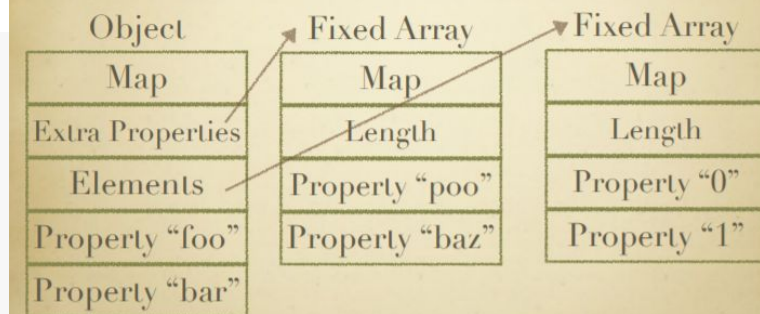 Object
Map
Extra Properties
Elements
Property “foo”
Property “bar”
Fixed Array
Map
Length
Property “poo”
Property “baz”
Fixed Array
Map
Length
Property “0”
Property “1”